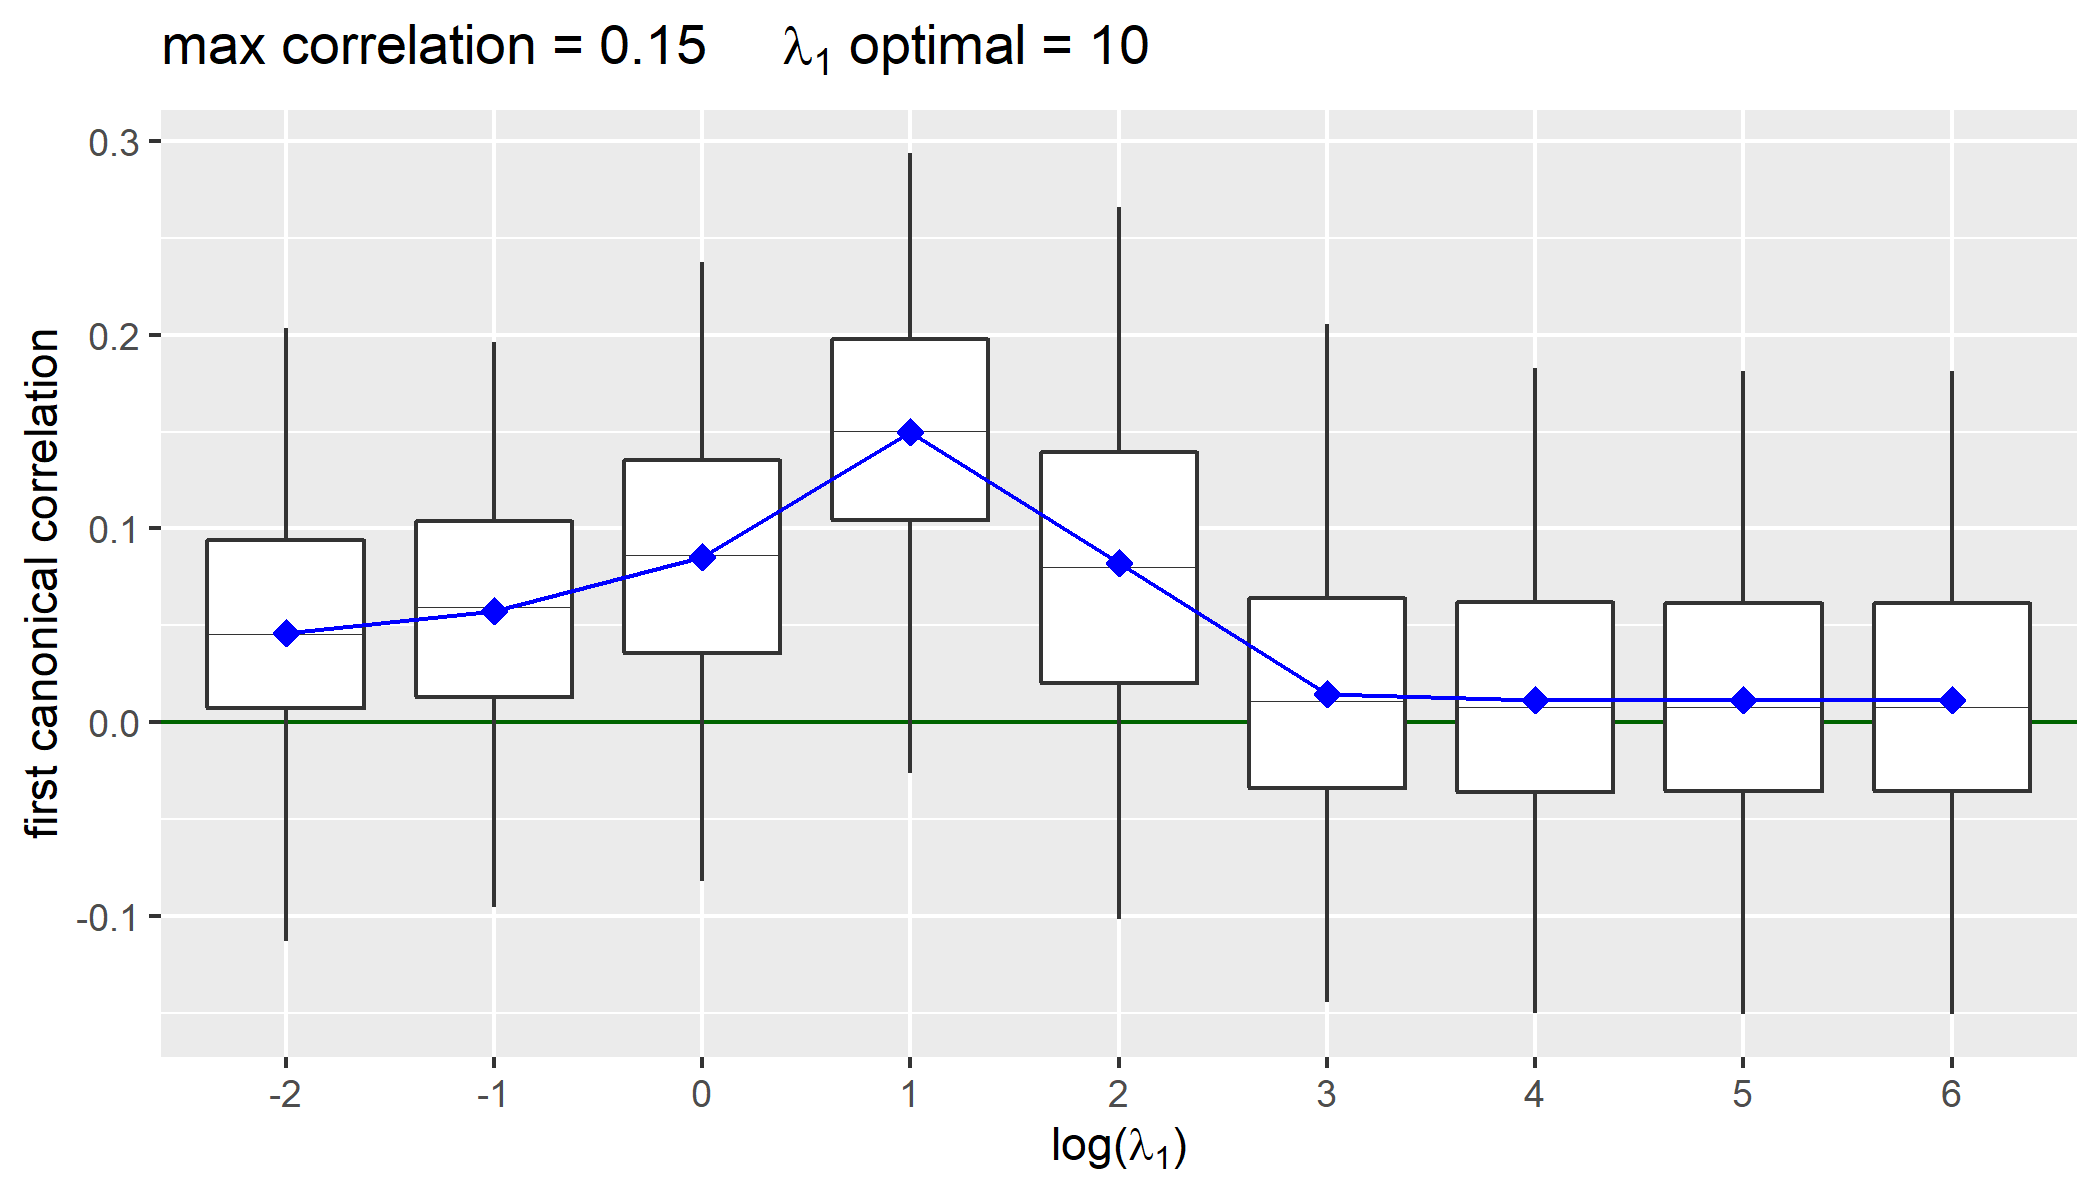 max correlation = 0.15     λ₁ optimal = 10
first canonical correlation
0.3
0.2
0.1
0.0
-0.1
-2 -1 0 1 2 3 4 5 6
log(λ₁)